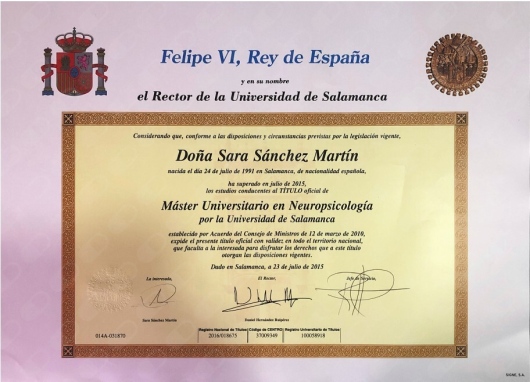 Felipe VI, Rey de España
y en su nombre
el Rector de la Universidad de Salamanca
Considerando que, conforme a las disposiciones y circunstancias previstas por la legislación vigente,
Doña Sara Sánchez Martín
nacida el día 24 de julio de 1991 en Salamanca, de nacionalidad española,
ha superado en julio de 2015,
los estudios conducentes al TÍTULO oficial de
Máster Universitario en Neuropsicología
por la Universidad de Salamanca
establecido por Acuerdo del Consejo de Ministros de 12 de marzo de 2010,
expide el presente título oficial con validez en todo el territorio nacional,
que faculta a la interesada para disfrutar los derechos que a este título
otorgan las disposiciones vigentes.
Dado en Salamanca, a 23 de julio de 2015
La interesada, El Rector,
Sara Sánchez Martín Daniel Hernández Ruipérez
Registro Nacional de Títulos Código de CENTRO Registro Universitario de Títulos
014A-031870 2016/018675 37009349 100058918